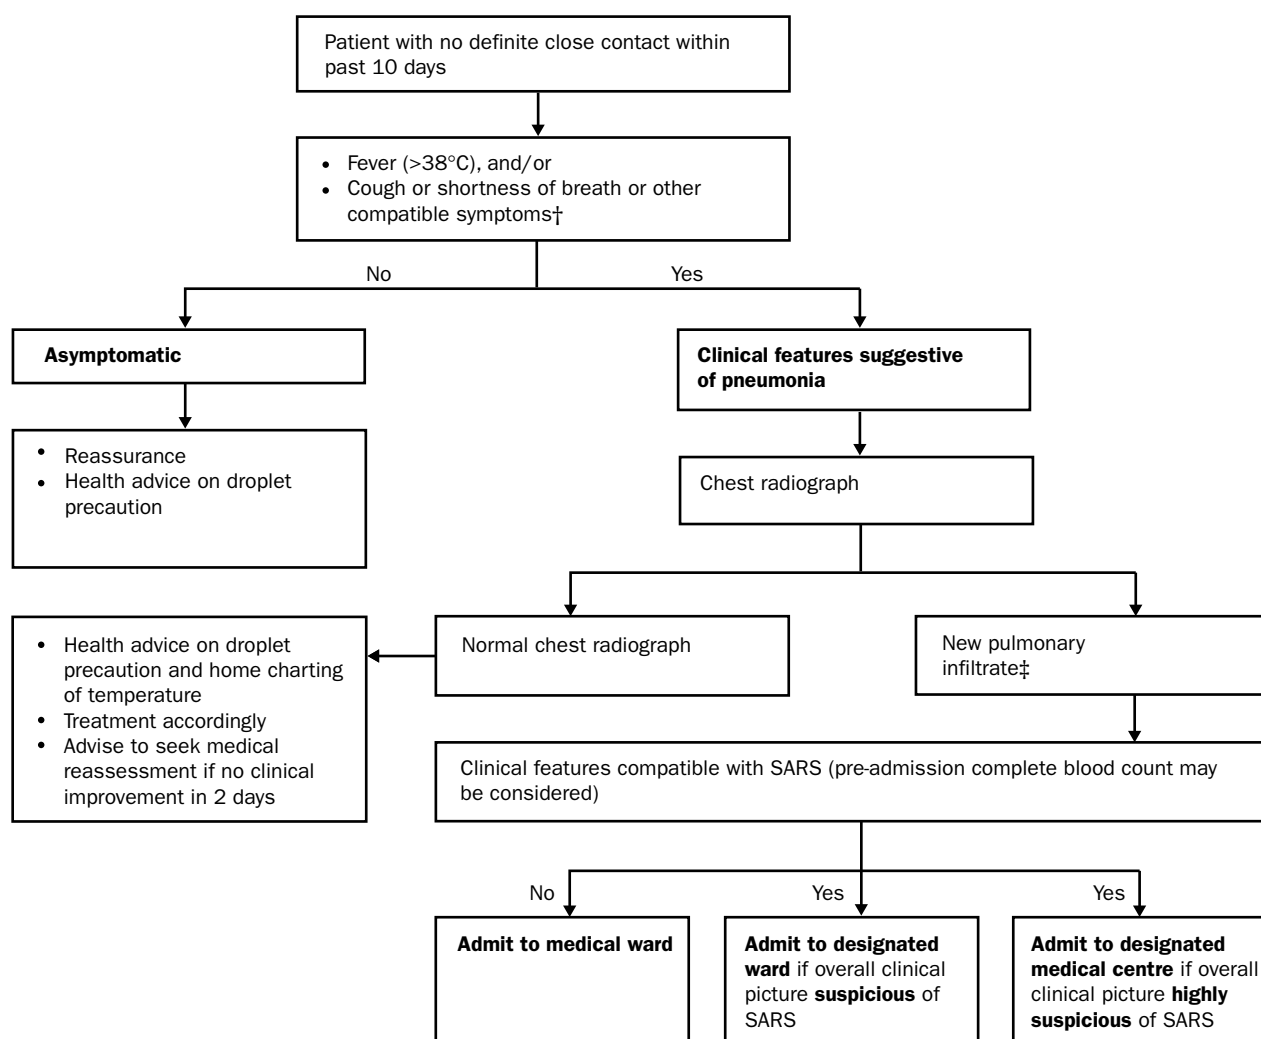 Patient with no definite close contact within
past 10 days
• Fever (>38°C), and/or
• Cough or shortness of breath or other
compatible symptoms†
No
Yes
Asymptomatic
Clinical features suggestive
of pneumonia
• Reassurance
• Health advice on droplet
precaution
Chest radiograph
• Health advice on droplet
precaution and home charting
of temperature
• Treatment accordingly
• Advise to seek medical
reassessment if no clinical
improvement in 2 days
Normal chest radiograph
New pulmonary
infiltrate‡
Clinical features compatible with SARS (pre-admission complete blood count may
be considered)
No
Yes
Yes
Admit to medical ward
Admit to designated
ward if overall clinical
picture suspicious of
SARS
Admit to designated
medical centre if overall
clinical picture highly
suspicious of SARS